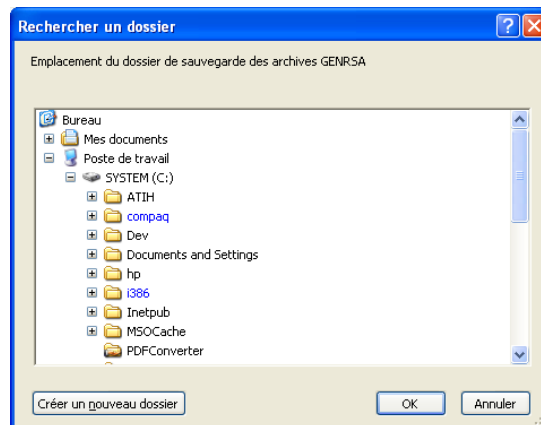 Rechercher un dossier
Emplacement du dossier de sauvegarde des archives GENRSA
Bureau
Mes documents
Poste de travail
SYSTEM (C:)
ATIH
compaq
Dev
Documents and Settings
hp
i386
Inetpub
MSOCache
PDFConverter
Créer un nouveau dossier OK Annuler